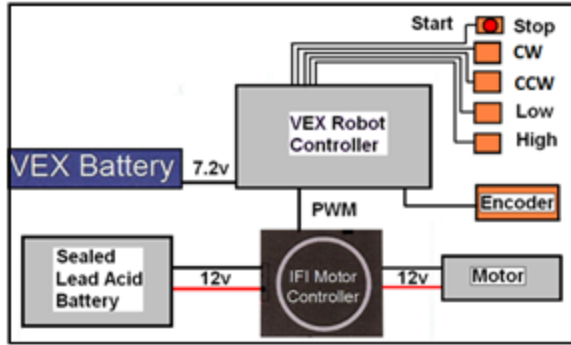 Start
Stop
CW
CCW
Low
High
VEX Robot
Controller
VEX Battery
7.2v
PWM
Encoder
Sealed
Lead Acid
Battery
12v
IFI Motor
Controller
12v
Motor